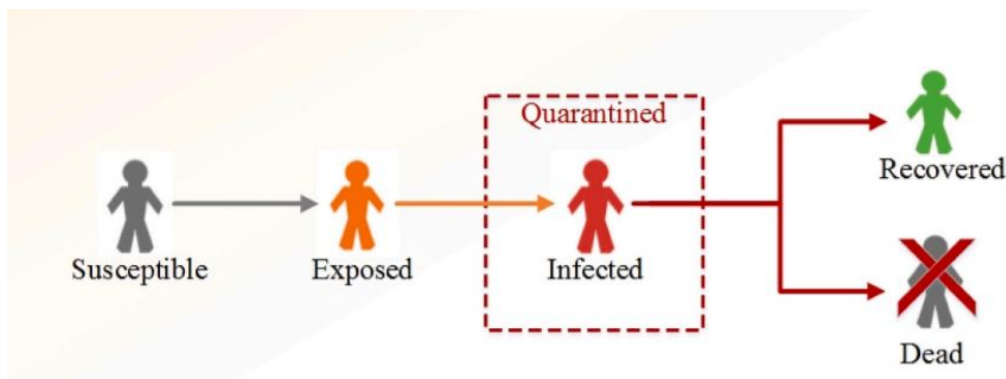 Quarantined
Recovered
Susceptible
Exposed
Infected
Dead